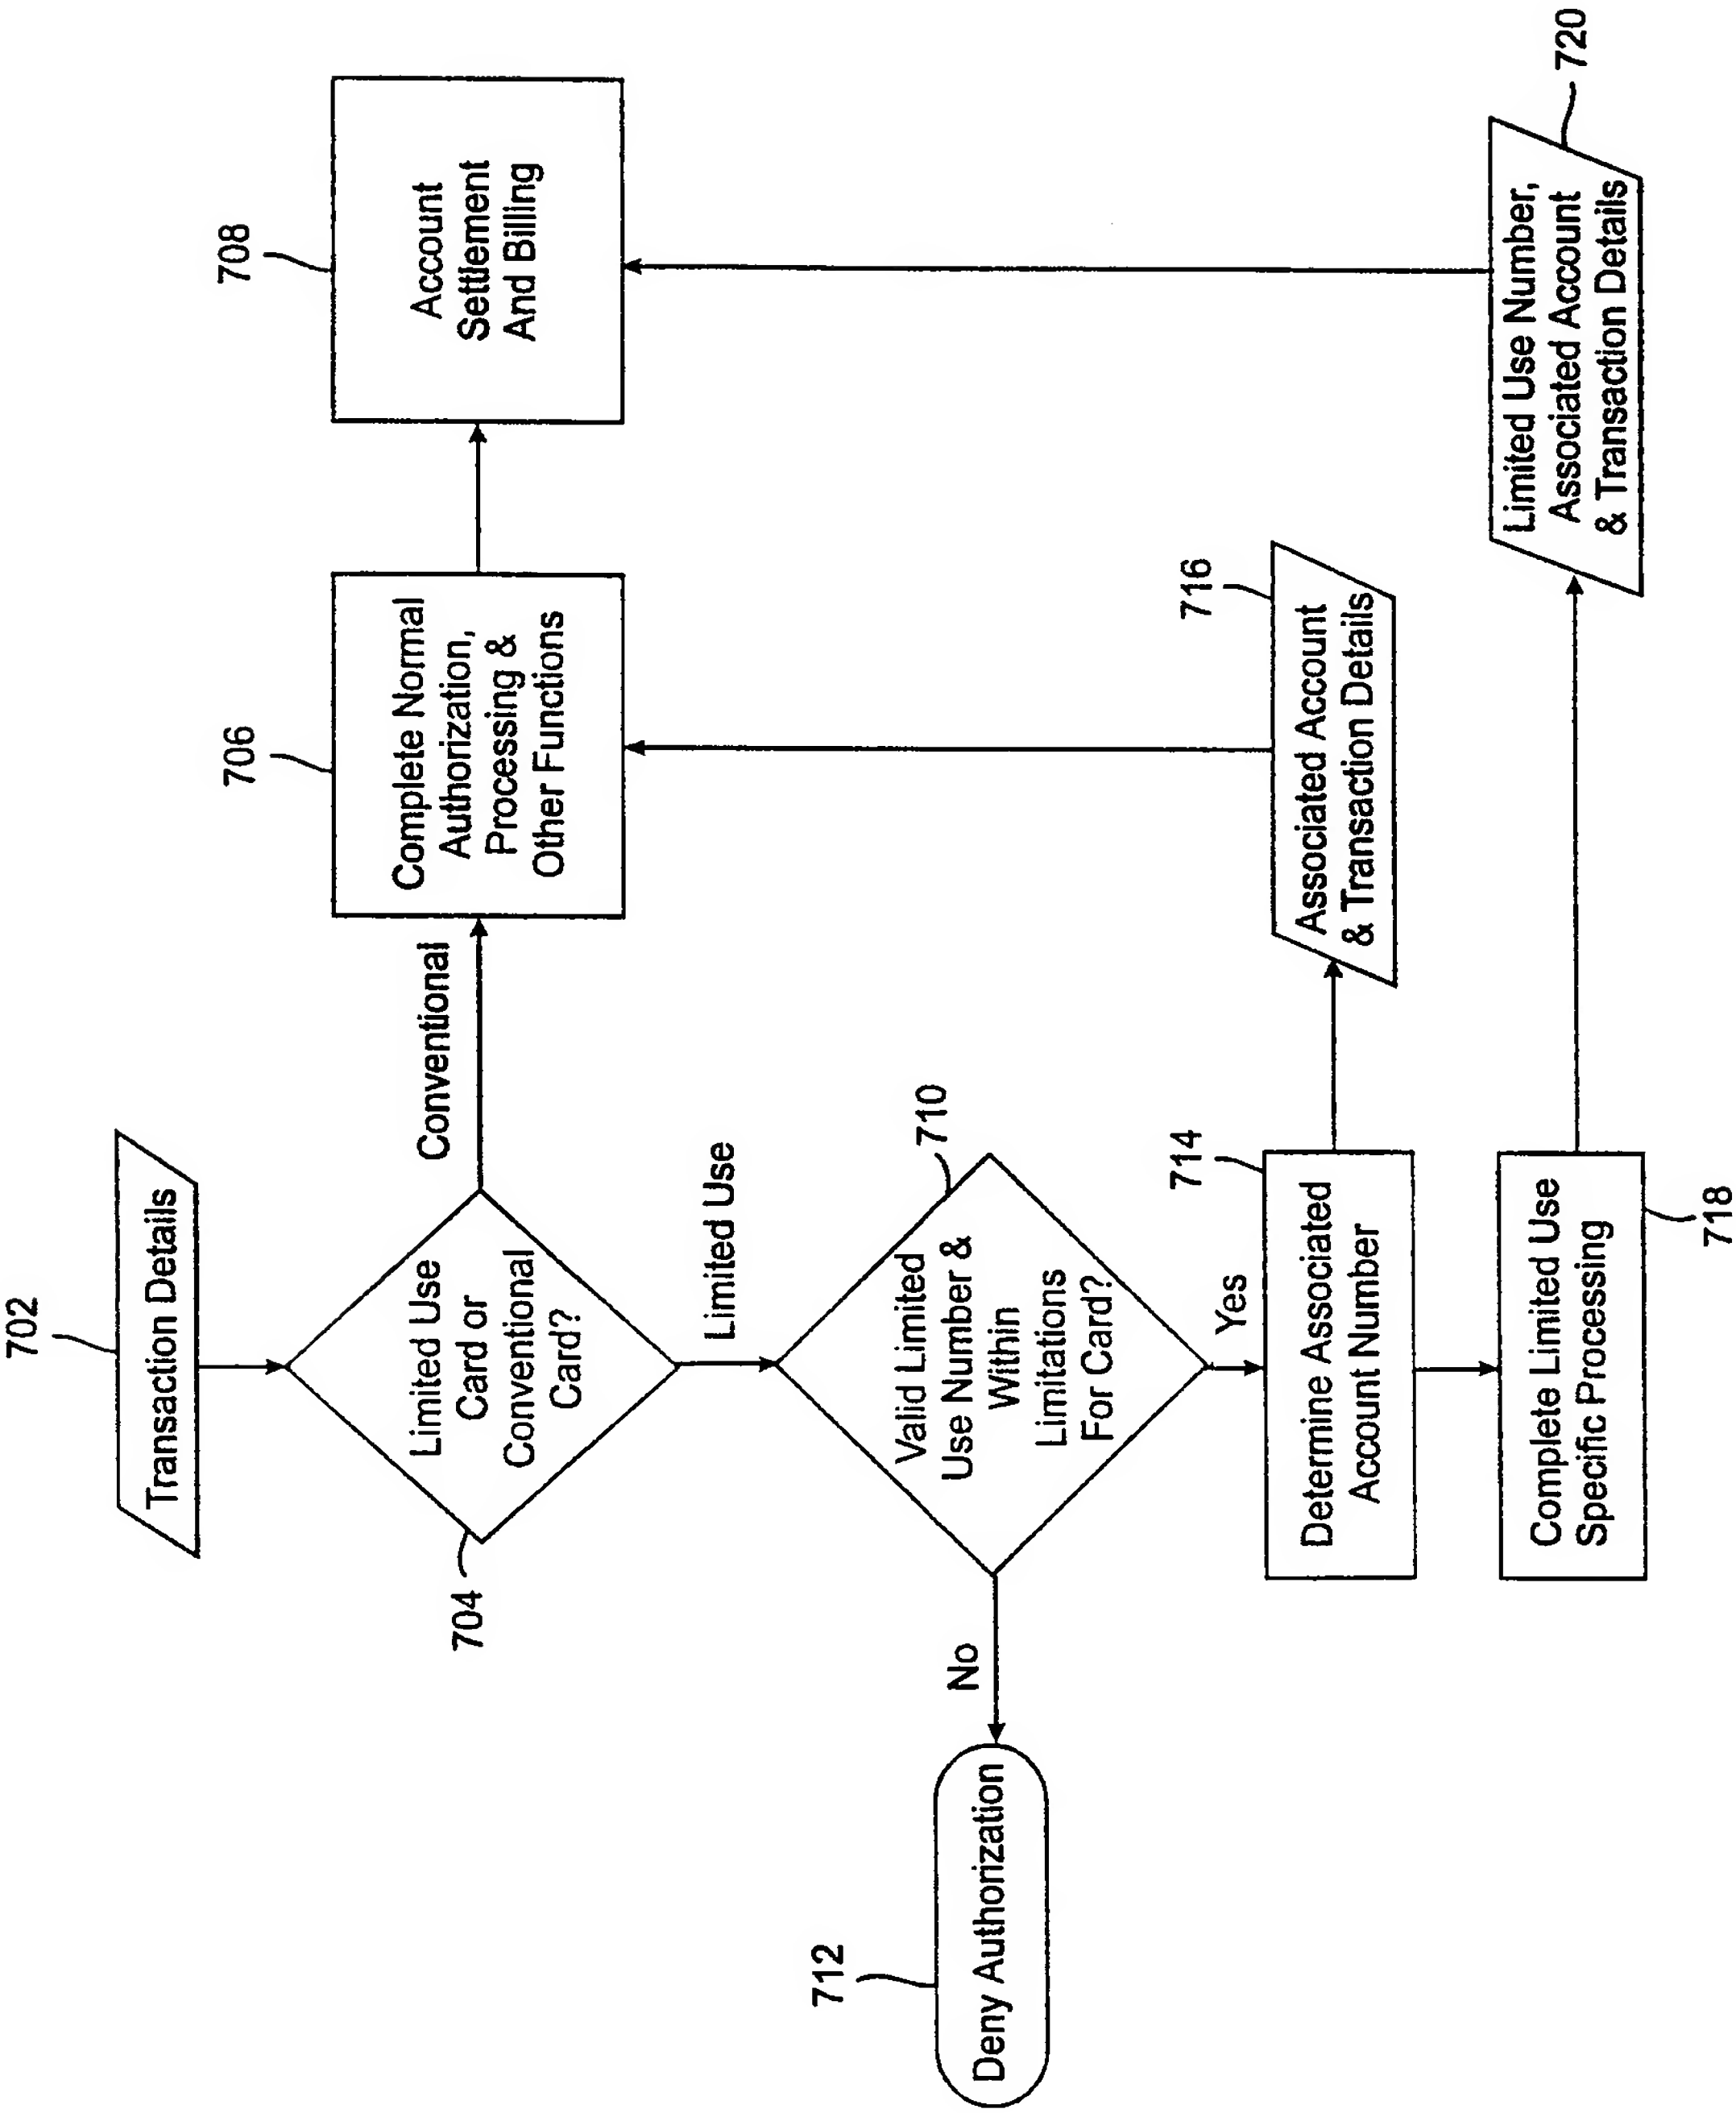 702
Transaction Details
704
Limited Use
Card or
Conventional
Card?
Conventional
706
Complete Normal
Authorization,
Processing &
Other Functions
708
Account
Settlement
And Billing
Limited Use
710
Valid Limited
Use Number &
Within
Limitations
For Card?
No
712
Deny Authorization
Yes
714
Determine Associated
Account Number
716
Associated Account
& Transaction Details
Complete Limited Use
Specific Processing
718
720
Limited Use Number,
Associated Account
& Transaction Details